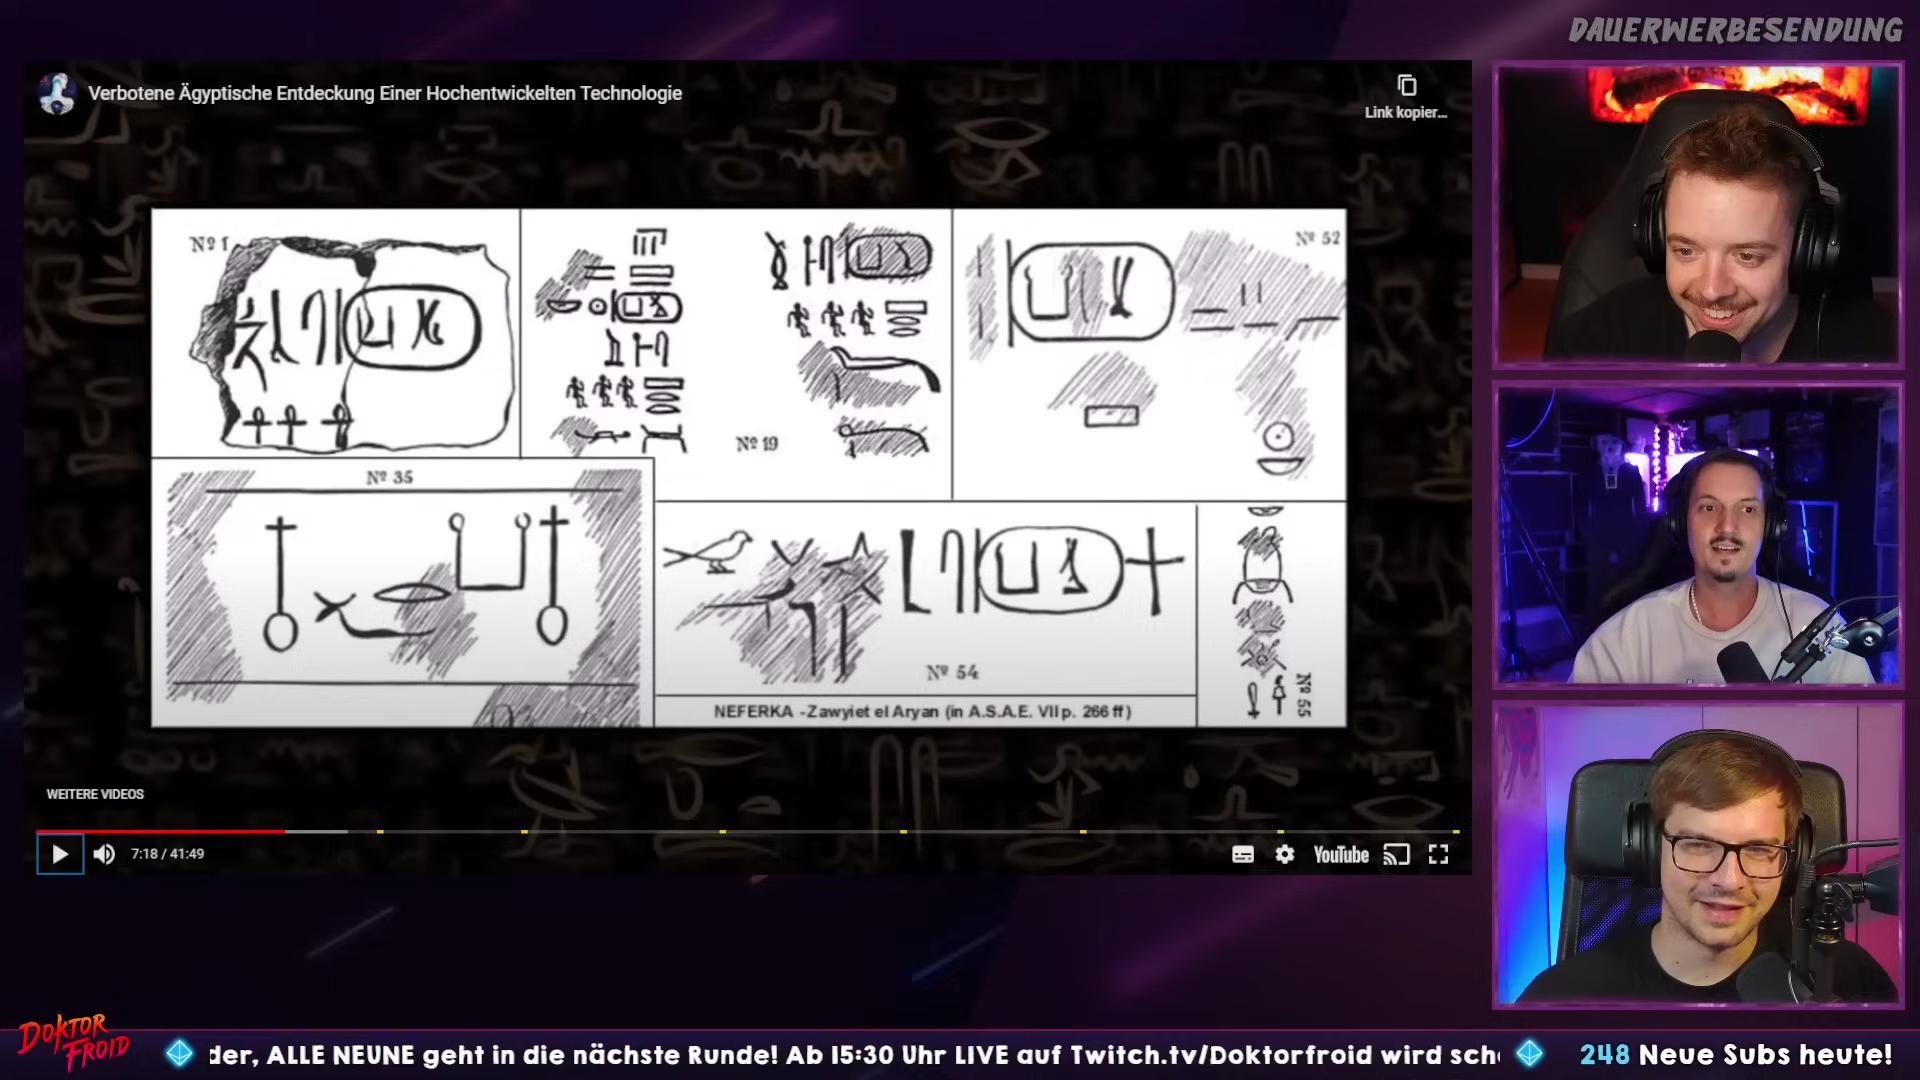 DAUERWERBESENDUNG
Verbotene Ägyptische Entdeckung Einer Hochentwickelten Technologie
Link kopier...
Nº 1
Nº 19
Nº 52
Nº 35
Nº 54
NEFERKA -Zawyiet el Aryan (in A.S.A.E. VII p. 266 ff)
Nº 55
WEITERE VIDEOS
7:18 / 41:49
YouTube
DOKTOR FROID
der, ALLE NEUNE geht in die nächste Runde! Ab 15:30 Uhr LIVE auf Twitch.tv/Doktorfroid wird sch
248 Neue Subs heute!